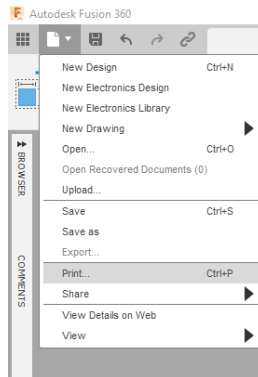 F Autodesk Fusion 360
New Design Ctrl+N
New Electronics Design
New Electronics Library
New Drawing
Open... Ctrl+O
Open Recovered Documents (0)
Upload...
Save Ctrl+S
Save as
Export...
Print... Ctrl+P
Share
View Details on Web
View
BROWSER
COMMENTS